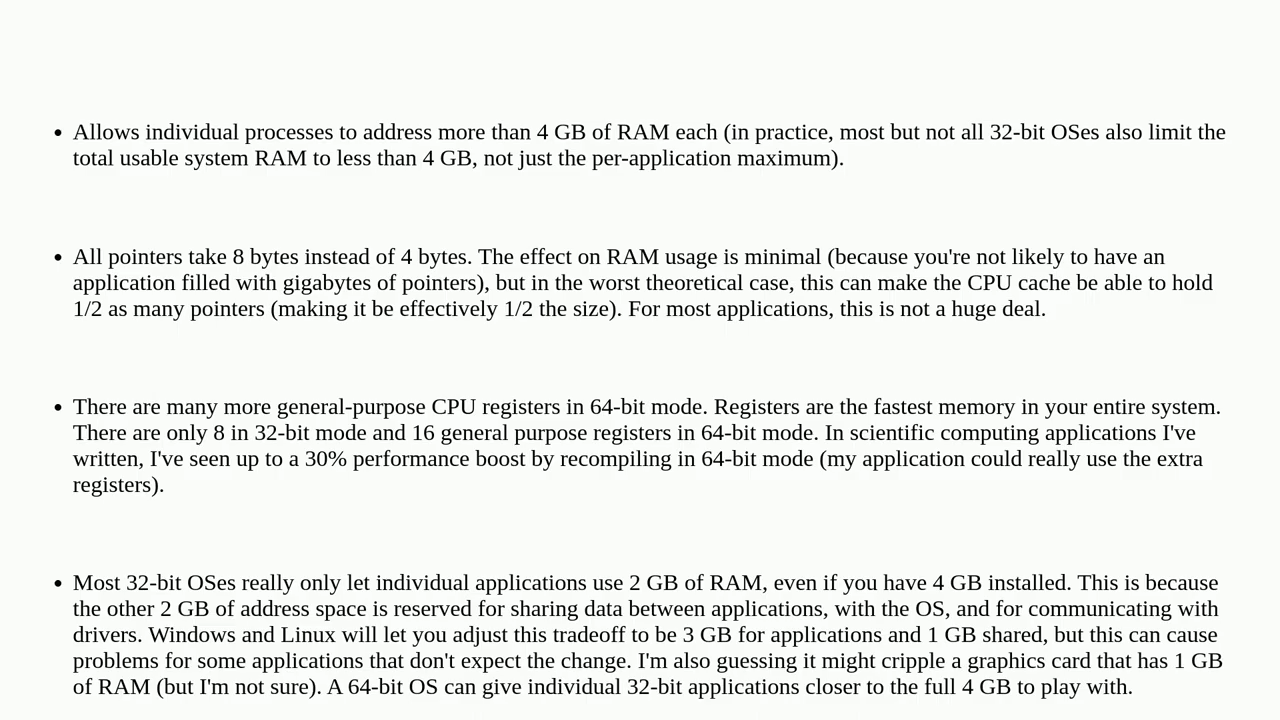 • Allows individual processes to address more than 4 GB of RAM each (in practice, most but not all 32-bit OSes also limit the
total usable system RAM to less than 4 GB, not just the per-application maximum).
• All pointers take 8 bytes instead of 4 bytes. The effect on RAM usage is minimal (because you're not likely to have an
application filled with gigabytes of pointers), but in the worst theoretical case, this can make the CPU cache be able to hold
1/2 as many pointers (making it be effectively 1/2 the size). For most applications, this is not a huge deal.
• There are many more general-purpose CPU registers in 64-bit mode. Registers are the fastest memory in your entire system.
There are only 8 in 32-bit mode and 16 general purpose registers in 64-bit mode. In scientific computing applications I've
written, I've seen up to a 30% performance boost by recompiling in 64-bit mode (my application could really use the extra
registers).
• Most 32-bit OSes really only let individual applications use 2 GB of RAM, even if you have 4 GB installed. This is because
the other 2 GB of address space is reserved for sharing data between applications, with the OS, and for communicating with
drivers. Windows and Linux will let you adjust this tradeoff to be 3 GB for applications and 1 GB shared, but this can cause
problems for some applications that don't expect the change. I'm also guessing it might cripple a graphics card that has 1 GB
of RAM (but I'm not sure). A 64-bit OS can give individual 32-bit applications closer to the full 4 GB to play with.